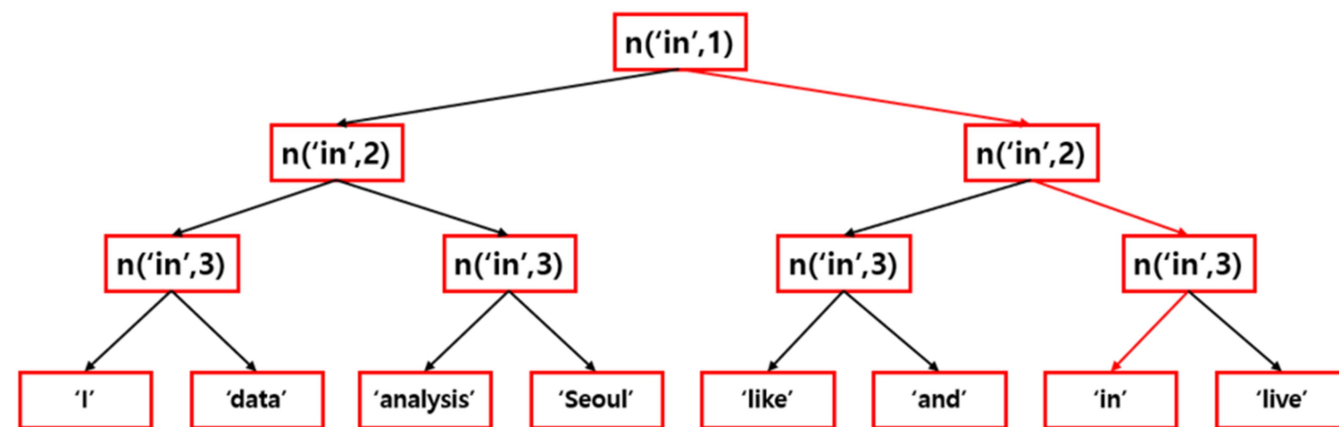 n(‘in’,1)
n(‘in’,2) n(‘in’,2)
n(‘in’,3) n(‘in’,3) n(‘in’,3) n(‘in’,3)
‘I’ ‘data’ ‘analysis’ ‘Seoul’ ‘like’ ‘and’ ‘in’ ‘live’